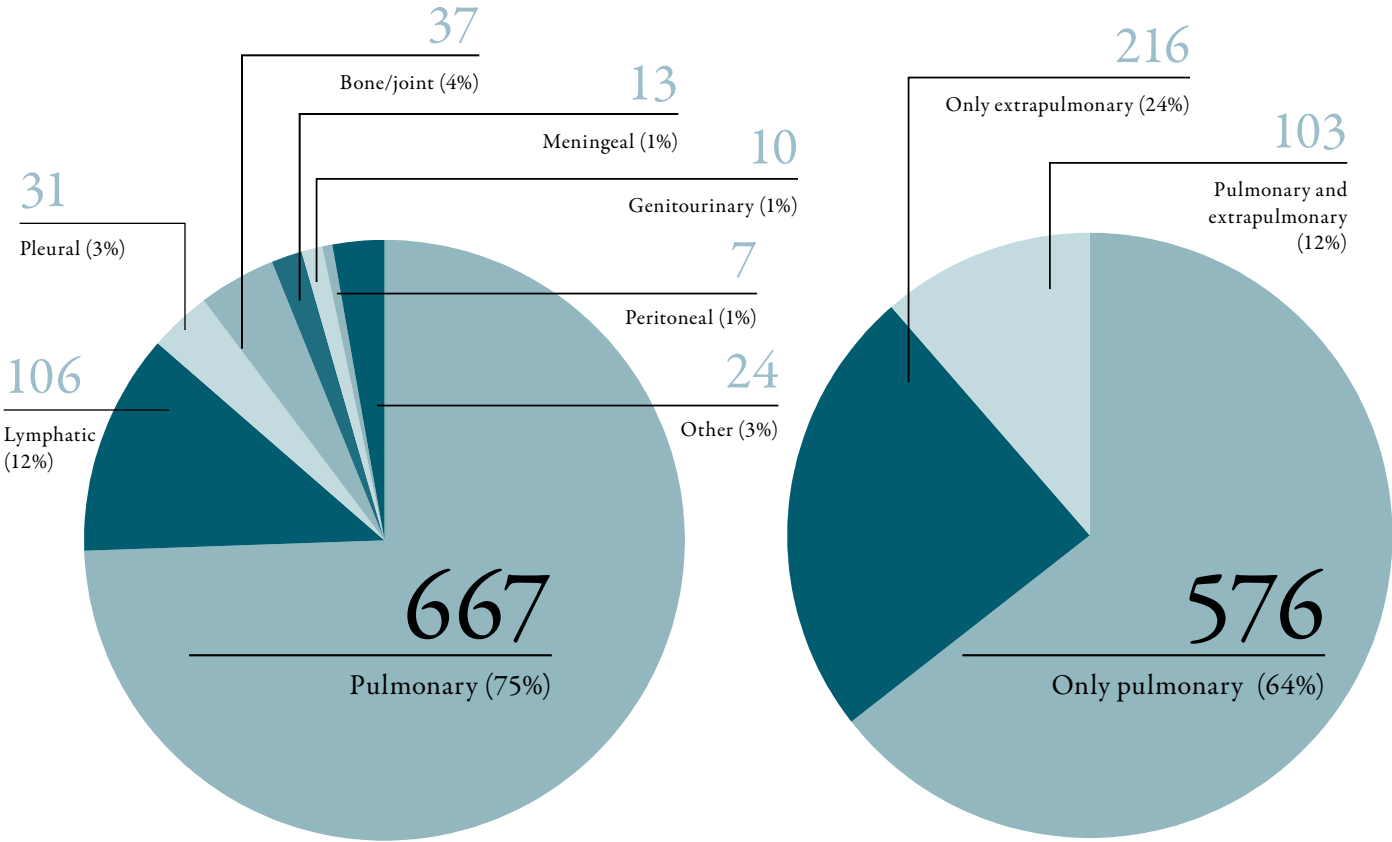 37
Bone/joint (4%)
13
Meningeal (1%)
10
Genitourinary (1%)
31
Pleural (3%)
7
Peritoneal (1%)
106
Lymphatic
(12%)
24
Other (3%)
667
Pulmonary (75%)
216
Only extrapulmonary (24%)
103
Pulmonary and
extrapulmonary
(12%)
576
Only pulmonary (64%)